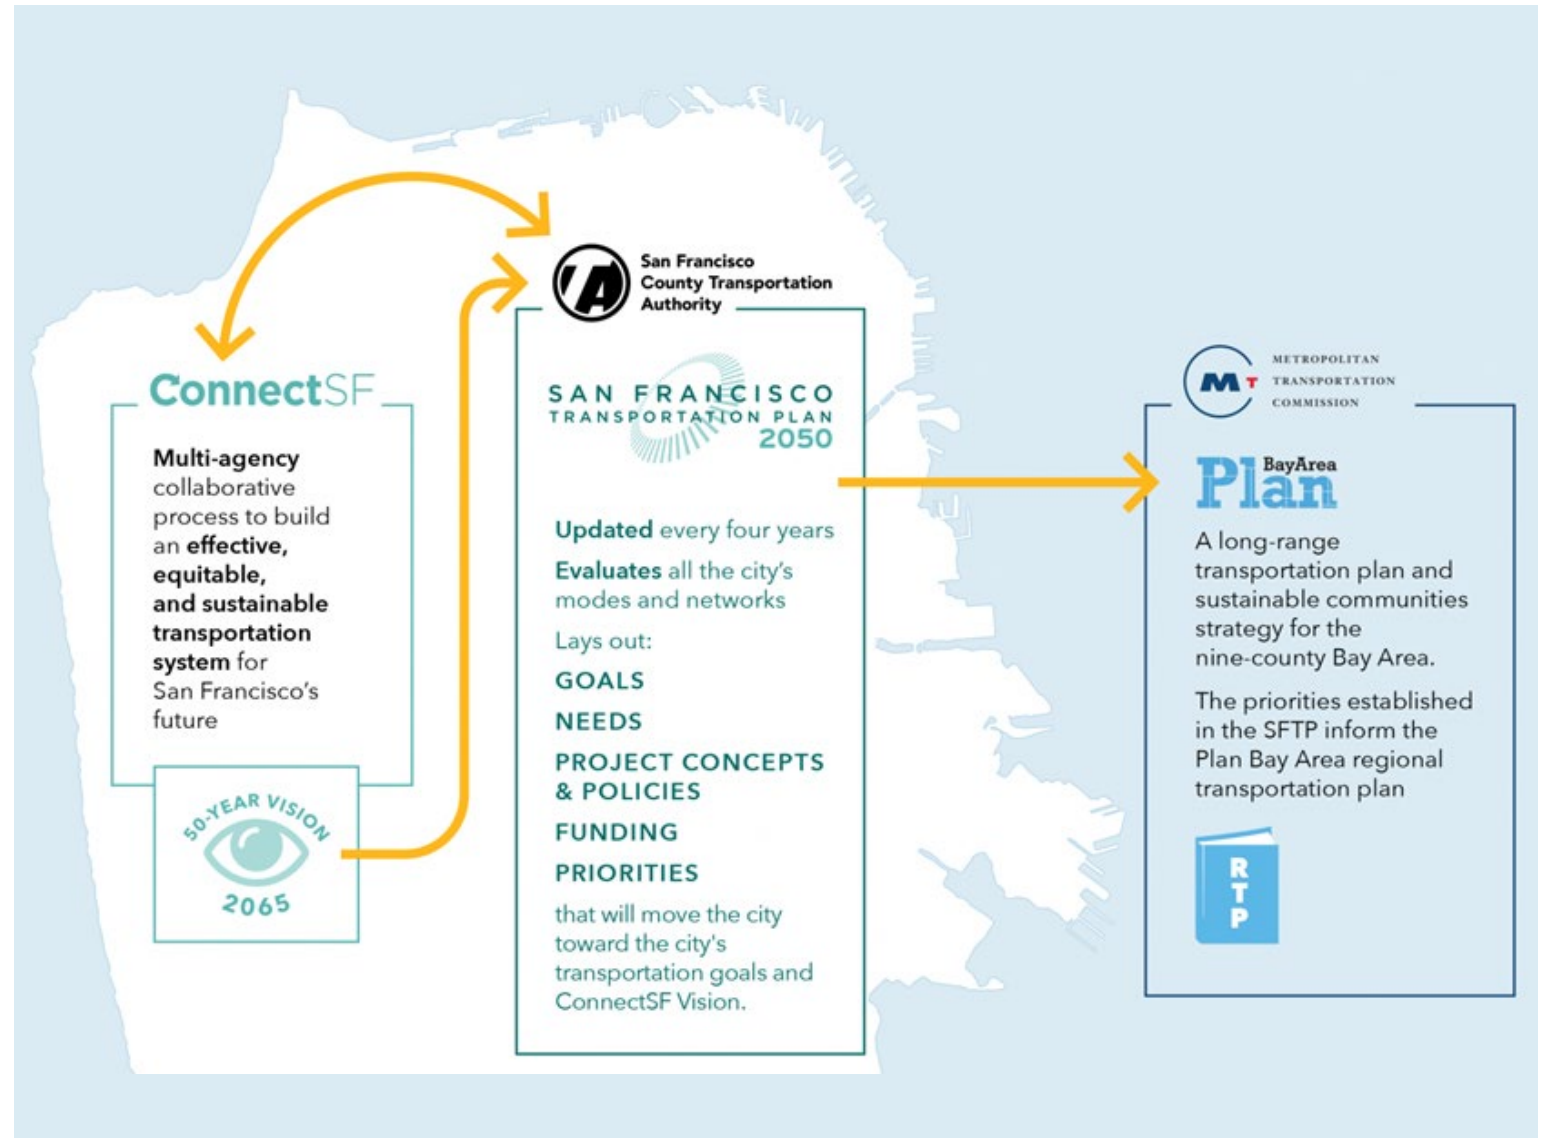 San Francisco
County Transportation
Authority
ConnectSF
Multi-agency
collaborative
process to build
an effective,
equitable,
and sustainable
transportation
system for
San Francisco's
future
50-YEAR VISION
2065
SAN FRANCISCO
TRANSPORTATION PLAN
2050
Updated every four years
Evaluates all the city's
modes and networks
Lays out:
GOALS
NEEDS
PROJECT CONCEPTS
& POLICIES
FUNDING
PRIORITIES
that will move the city
toward the city's
transportation goals and
ConnectSF Vision.
MT
METROPOLITAN
TRANSPORTATION
COMMISSION
Plan BayArea
A long-range
transportation plan and
sustainable communities
strategy for the
nine-county Bay Area.
The priorities established
in the SFTP inform the
Plan Bay Area regional
transportation plan
RTP